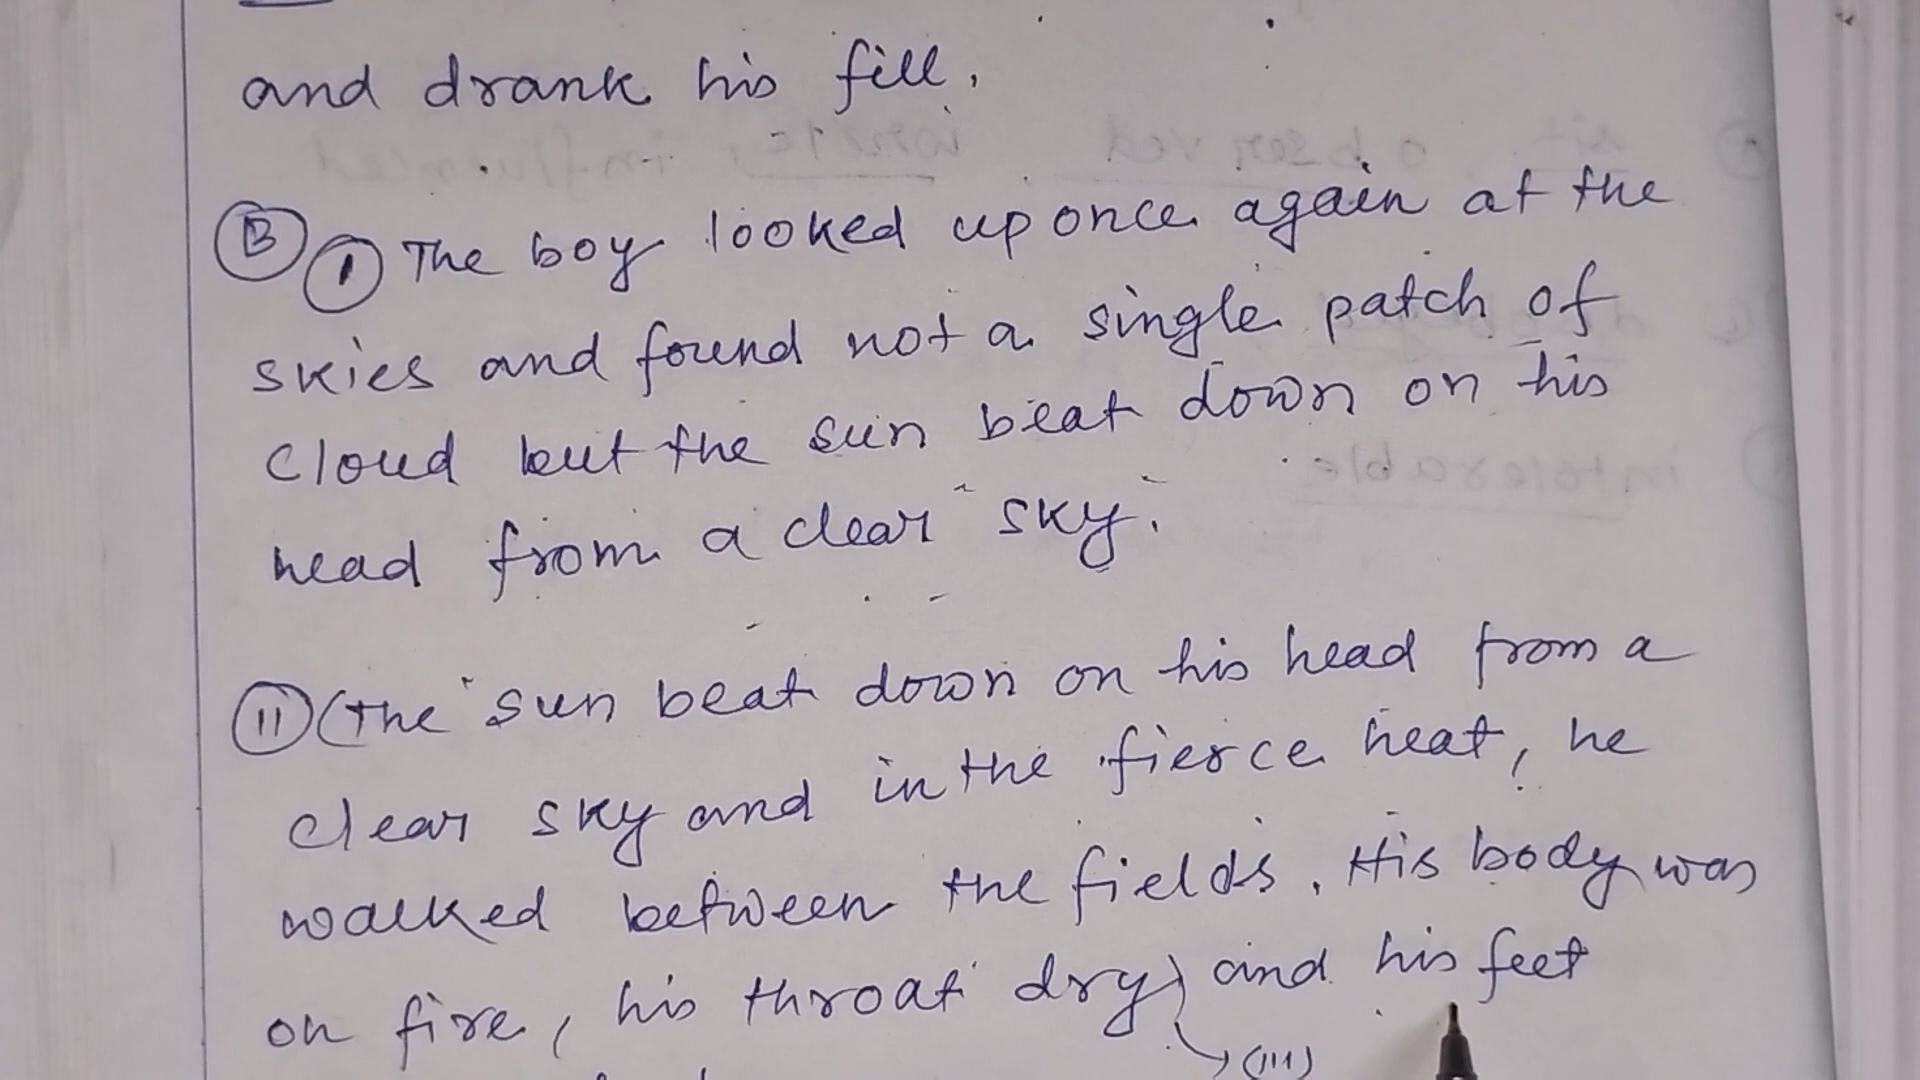 and drank his fill.
B I The boy looked up once again at the
skies and found not a single patch of
cloud but the sun beat down on his
head from a clear sky.
II (The sun beat down on his head from a
clear sky and in the fierce heat, he
walked between the fields. His body was
on fire, his throat dry) and his feet
→ (III)